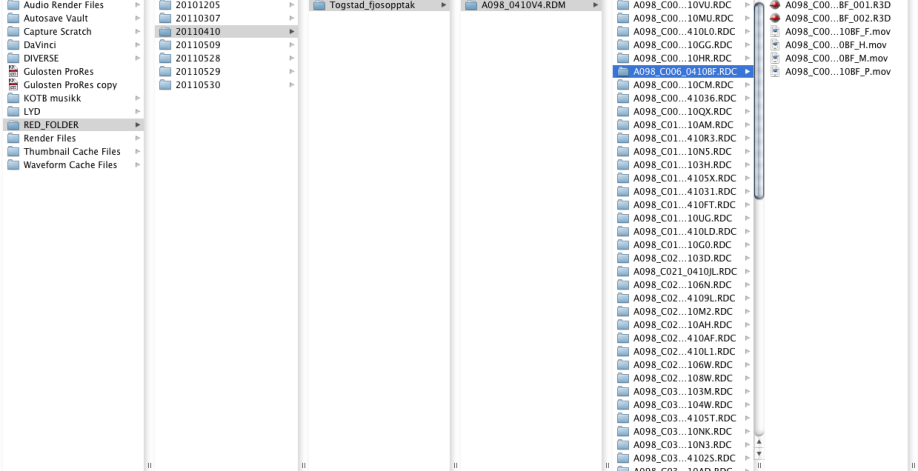 Audio Render Files
Autosave Vault
Capture Scratch
DaVinci
DIVERSE
Gulosten ProRes
Gulosten ProRes copy
KOTB musikk
LYD
RED_FOLDER
Render Files
Thumbnail Cache Files
Waveform Cache Files
20101205
20110307
20110410
20110509
20110528
20110529
20110530
Togstad_fjosopptak
A098_0410V4.RDM
A098_C00...10VU.RDC
A098_C00...10MU.RDC
A098_C00...410L0.RDC
A098_C00...10GG.RDC
A098_C00...10HR.RDC
A098_C006_0410BF.RDC
A098_C00...10CM.RDC
A098_C00...41036.RDC
A098_C00...10QX.RDC
A098_C01...10AM.RDC
A098_C01...410R3.RDC
A098_C01...10N5.RDC
A098_C01...103H.RDC
A098_C01...4105X.RDC
A098_C01...41031.RDC
A098_C01...410FT.RDC
A098_C01...10UG.RDC
A098_C01...410LD.RDC
A098_C01...10G0.RDC
A098_C02...103D.RDC
A098_C021_0410JL.RDC
A098_C02...106N.RDC
A098_C02...4109L.RDC
A098_C02...10M2.RDC
A098_C02...10AH.RDC
A098_C02...410AF.RDC
A098_C02...410L1.RDC
A098_C02...106W.RDC
A098_C02...108W.RDC
A098_C03...103M.RDC
A098_C03...104W.RDC
A098_C03...4105T.RDC
A098_C03...10NK.RDC
A098_C03...10N3.RDC
A098_C03...4102S.RDC
A098_C03...10AD.RDC
A098_C00...BF_001.R3D
A098_C00...BF_002.R3D
A098_C00...10BF_F.mov
A098_C00...0BF_H.mov
A098_C00...0BF_M.mov
A098_C00...10BF_P.mov